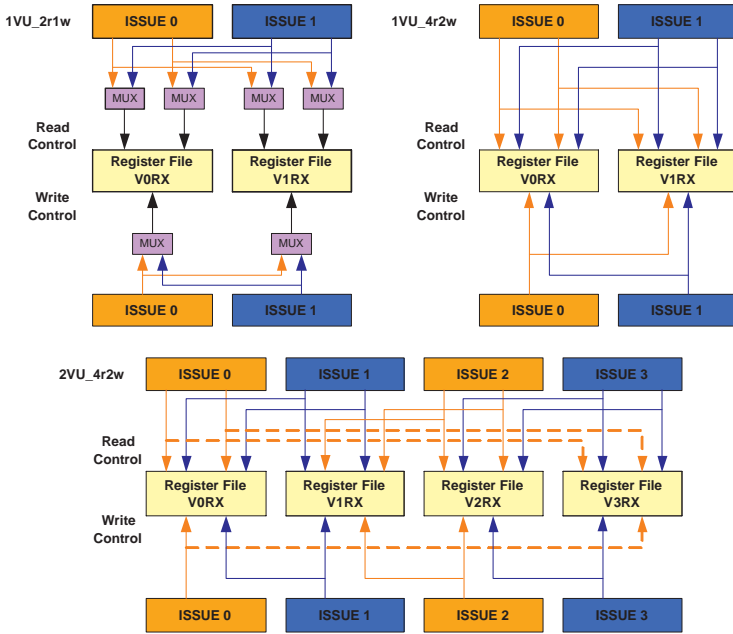 1VU_2r1w
ISSUE 0
ISSUE 1
MUX
MUX
MUX
MUX
Read
Control
Register File
V0RX
Register File
V1RX
Write
Control
MUX
MUX
ISSUE 0
ISSUE 1
1VU_4r2w
ISSUE 0
ISSUE 1
Read
Control
Register File
V0RX
Register File
V1RX
Write
Control
ISSUE 0
ISSUE 1
2VU_4r2w
ISSUE 0
ISSUE 1
ISSUE 2
ISSUE 3
Read
Control
Register File
V0RX
Register File
V1RX
Register File
V2RX
Register File
V3RX
Write
Control
ISSUE 0
ISSUE 1
ISSUE 2
ISSUE 3